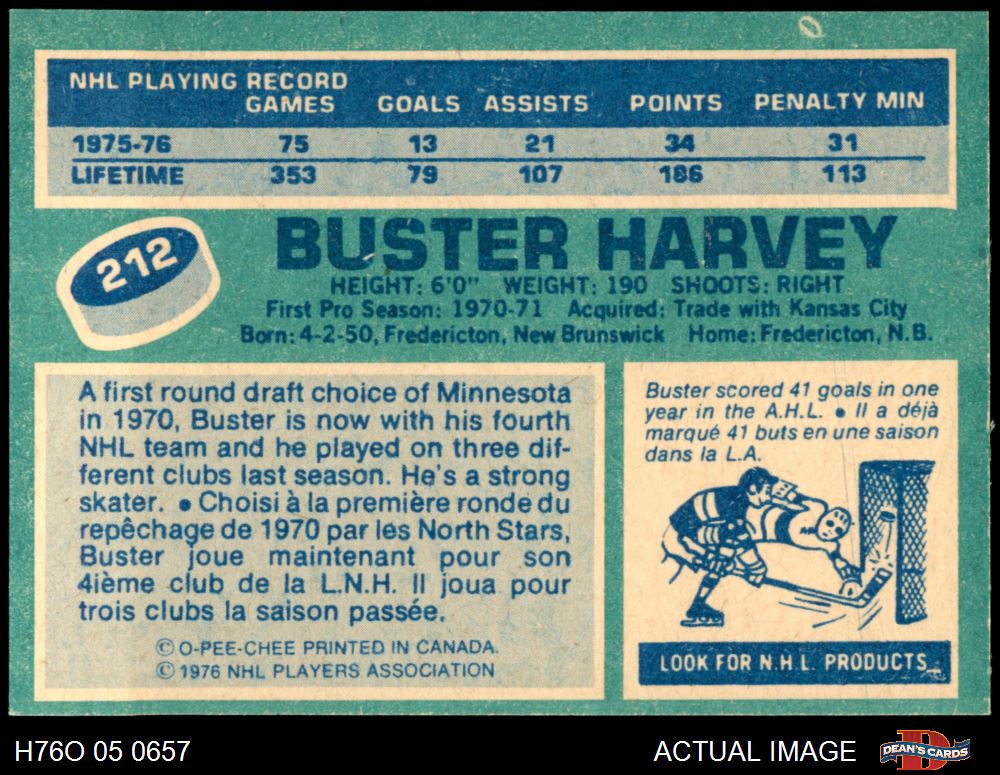 NHL PLAYING RECORD
GAMES GOALS ASSISTS POINTS PENALTY MIN
1975-76 75 13 21 34 31
LIFETIME 353 79 107 186 113
212
BUSTER HARVEY
HEIGHT: 6'0" WEIGHT: 190 SHOOTS: RIGHT
First Pro Season: 1970-71 Acquired: Trade with Kansas City
Born: 4-2-50, Fredericton, New Brunswick Home: Fredericton, N.B.
A first round draft choice of Minnesota
in 1970, Buster is now with his fourth
NHL team and he played on three dif-
ferent clubs last season. He's a strong
skater. • Choisi à la première ronde du
repêchage de 1970 par les North Stars,
Buster joue maintenant pour son
4ième club de la L.N.H. Il joua pour
trois clubs la saison passée.
© O-PEE-CHEE PRINTED IN CANADA.
© 1976 NHL PLAYERS ASSOCIATION
Buster scored 41 goals in one
year in the A.H.L. • Il a déjà
marqué 41 buts en une saison
dans la L.A.
LOOK FOR N.H.L. PRODUCTS
H76O 05 0657
ACTUAL IMAGE
DEAN'S CARDS